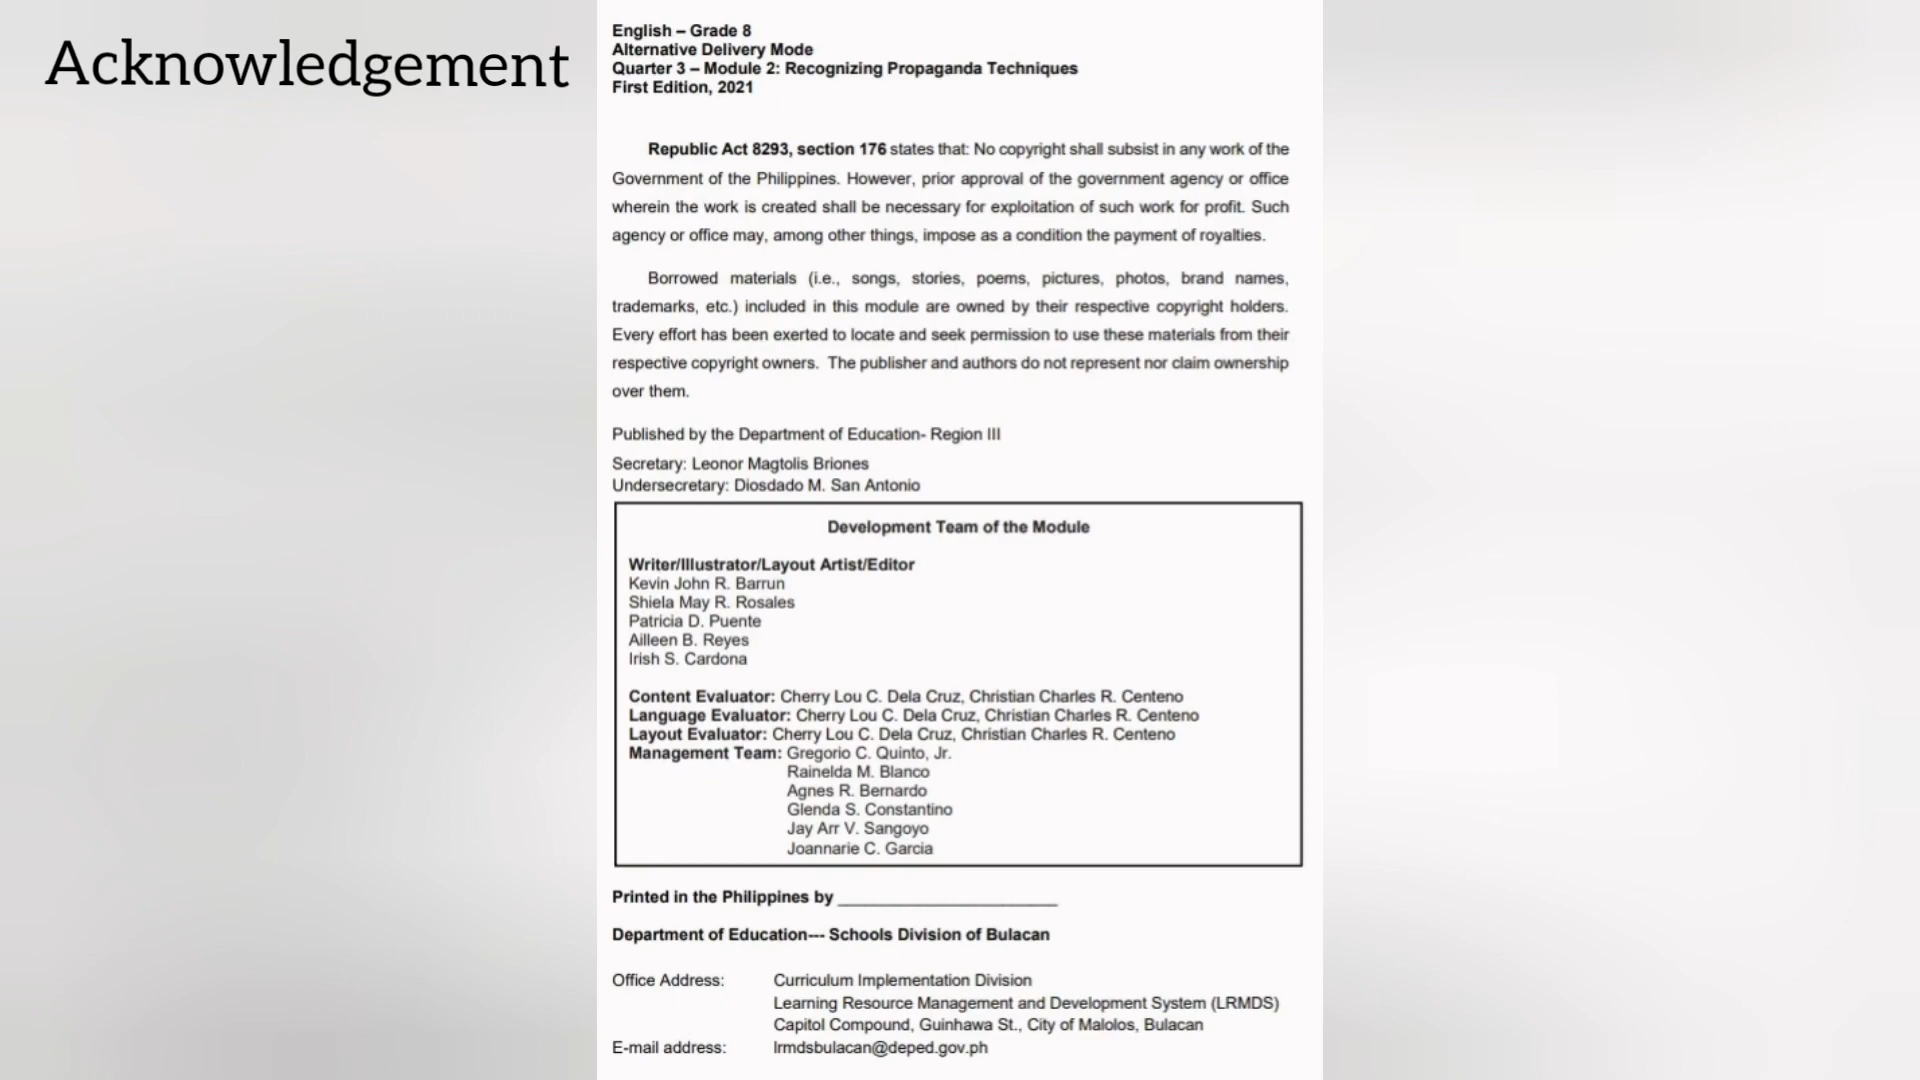 Acknowledgement
English – Grade 8
Alternative Delivery Mode
Quarter 3 – Module 2: Recognizing Propaganda Techniques
First Edition, 2021
Republic Act 8293, section 176 states that: No copyright shall subsist in any work of the
Government of the Philippines. However, prior approval of the government agency or office
wherein the work is created shall be necessary for exploitation of such work for profit. Such
agency or office may, among other things, impose as a condition the payment of royalties.
Borrowed materials (i.e., songs, stories, poems, pictures, photos, brand names,
trademarks, etc.) included in this module are owned by their respective copyright holders.
Every effort has been exerted to locate and seek permission to use these materials from their
respective copyright owners. The publisher and authors do not represent nor claim ownership
over them.
Published by the Department of Education- Region III
Secretary: Leonor Magtolis Briones
Undersecretary: Diosdado M. San Antonio
Development Team of the Module
Writer/Illustrator/Layout Artist/Editor
Kevin John R. Barrun
Shiela May R. Rosales
Patricia D. Puente
Ailleen B. Reyes
Irish S. Cardona
Content Evaluator: Cherry Lou C. Dela Cruz, Christian Charles R. Centeno
Language Evaluator: Cherry Lou C. Dela Cruz, Christian Charles R. Centeno
Layout Evaluator: Cherry Lou C. Dela Cruz, Christian Charles R. Centeno
Management Team: Gregorio C. Quinto, Jr.
Rainelda M. Blanco
Agnes R. Bernardo
Glenda S. Constantino
Jay Arr V. Sangoyo
Joannarie C. Garcia
Printed in the Philippines by ________________________
Department of Education--- Schools Division of Bulacan
Office Address: Curriculum Implementation Division
Learning Resource Management and Development System (LRMDS)
Capitol Compound, Guinhawa St., City of Malolos, Bulacan
E-mail address: lrmdsbulacan@deped.gov.ph